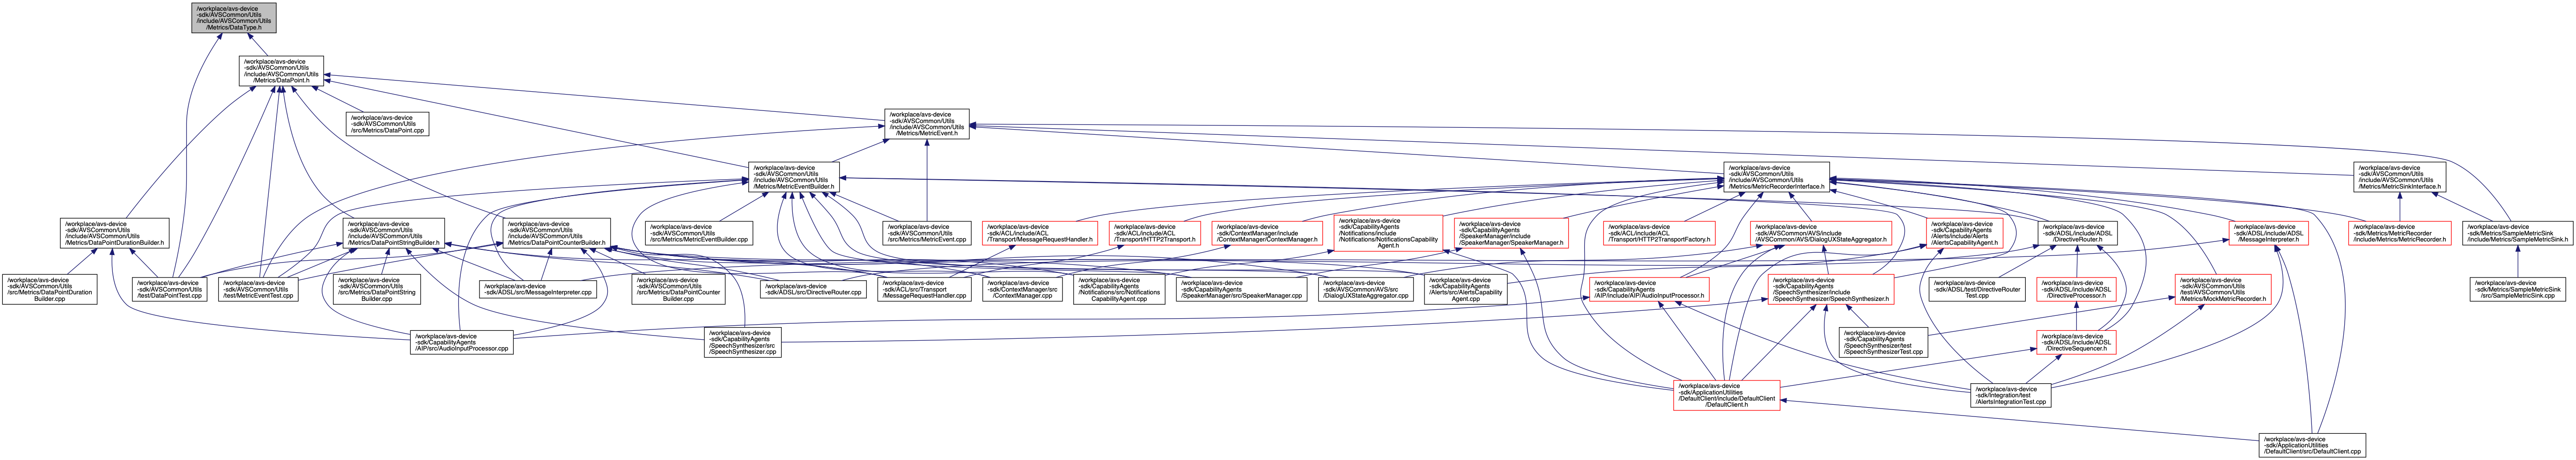 /workplace/avs-device
-sdk/AVSCommon/Utils
/include/AVSCommon/Utils
/Metrics/DataType.h
/workplace/avs-device
-sdk/AVSCommon/Utils
/include/AVSCommon/Utils
/Metrics/DataPoint.h
/workplace/avs-device
-sdk/AVSCommon/Utils
/src/Metrics/DataPoint.cpp
/workplace/avs-device
-sdk/AVSCommon/Utils
/include/AVSCommon/Utils
/Metrics/MetricEvent.h
/workplace/avs-device
-sdk/AVSCommon/Utils
/include/AVSCommon/Utils
/Metrics/MetricEventBuilder.h
/workplace/avs-device
-sdk/AVSCommon/Utils
/include/AVSCommon/Utils
/Metrics/MetricRecorderInterface.h
/workplace/avs-device
-sdk/AVSCommon/Utils
/include/AVSCommon/Utils
/Metrics/MetricSinkInterface.h
/workplace/avs-device
-sdk/AVSCommon/Utils
/include/AVSCommon/Utils
/Metrics/DataPointDurationBuilder.h
/workplace/avs-device
-sdk/AVSCommon/Utils
/include/AVSCommon/Utils
/Metrics/DataPointStringBuilder.h
/workplace/avs-device
-sdk/AVSCommon/Utils
/include/AVSCommon/Utils
/Metrics/DataPointCounterBuilder.h
/workplace/avs-device
-sdk/AVSCommon/Utils
/src/Metrics/MetricEventBuilder.cpp
/workplace/avs-device
-sdk/AVSCommon/Utils
/src/Metrics/MetricEvent.cpp
/workplace/avs-device
-sdk/ACL/include/ACL
/Transport/MessageRequestHandler.h
/workplace/avs-device
-sdk/ACL/include/ACL
/Transport/HTTP2Transport.h
/workplace/avs-device
-sdk/ContextManager/include
/ContextManager/ContextManager.h
/workplace/avs-device
-sdk/CapabilityAgents
/Notifications/include
/Notifications/NotificationsCapability
Agent.h
/workplace/avs-device
-sdk/CapabilityAgents
/SpeakerManager/include
/SpeakerManager/SpeakerManager.h
/workplace/avs-device
-sdk/ACL/include/ACL
/Transport/HTTP2TransportFactory.h
/workplace/avs-device
-sdk/AVSCommon/AVS/include
/AVSCommon/AVS/DialogUXStateAggregator.h
/workplace/avs-device
-sdk/CapabilityAgents
/Alerts/include/Alerts
/AlertsCapabilityAgent.h
/workplace/avs-device
-sdk/ADSL/include/ADSL
/DirectiveRouter.h
/workplace/avs-device
-sdk/ADSL/include/ADSL
/MessageInterpreter.h
/workplace/avs-device
-sdk/Metrics/MetricRecorder
/include/Metrics/MetricRecorder.h
/workplace/avs-device
-sdk/Metrics/SampleMetricSink
/include/Metrics/SampleMetricSink.h
/workplace/avs-device
-sdk/AVSCommon/Utils
/src/Metrics/DataPointDuration
Builder.cpp
/workplace/avs-device
-sdk/AVSCommon/Utils
/test/DataPointTest.cpp
/workplace/avs-device
-sdk/AVSCommon/Utils
/test/MetricEventTest.cpp
/workplace/avs-device
-sdk/AVSCommon/Utils
/src/Metrics/DataPointString
Builder.cpp
/workplace/avs-device
-sdk/ADSL/src/MessageInterpreter.cpp
/workplace/avs-device
-sdk/AVSCommon/Utils
/src/Metrics/DataPointCounter
Builder.cpp
/workplace/avs-device
-sdk/ADSL/src/DirectiveRouter.cpp
/workplace/avs-device
-sdk/ACL/src/Transport
/MessageRequestHandler.cpp
/workplace/avs-device
-sdk/ContextManager/src
/ContextManager.cpp
/workplace/avs-device
-sdk/CapabilityAgents
/Notifications/src/Notifications
CapabilityAgent.cpp
/workplace/avs-device
-sdk/CapabilityAgents
/SpeakerManager/src/SpeakerManager.cpp
/workplace/avs-device
-sdk/AVSCommon/AVS/src
/DialogUXStateAggregator.cpp
/workplace/avs-device
-sdk/CapabilityAgents
/Alerts/src/AlertsCapability
Agent.cpp
/workplace/avs-device
-sdk/CapabilityAgents
/AIP/include/AIP/AudioInputProcessor.h
/workplace/avs-device
-sdk/CapabilityAgents
/SpeechSynthesizer/include
/SpeechSynthesizer/SpeechSynthesizer.h
/workplace/avs-device
-sdk/ADSL/test/DirectiveRouter
Test.cpp
/workplace/avs-device
-sdk/ADSL/include/ADSL
/DirectiveProcessor.h
/workplace/avs-device
-sdk/AVSCommon/Utils
/test/AVSCommon/Utils
/Metrics/MockMetricRecorder.h
/workplace/avs-device
-sdk/Metrics/SampleMetricSink
/src/SampleMetricSink.cpp
/workplace/avs-device
-sdk/CapabilityAgents
/AIP/src/AudioInputProcessor.cpp
/workplace/avs-device
-sdk/CapabilityAgents
/SpeechSynthesizer/src
/SpeechSynthesizer.cpp
/workplace/avs-device
-sdk/CapabilityAgents
/SpeechSynthesizer/test
/SpeechSynthesizerTest.cpp
/workplace/avs-device
-sdk/ADSL/include/ADSL
/DirectiveSequencer.h
/workplace/avs-device
-sdk/ApplicationUtilities
/DefaultClient/include/DefaultClient
/DefaultClient.h
/workplace/avs-device
-sdk/Integration/test
/AlertsIntegrationTest.cpp
/workplace/avs-device
-sdk/ApplicationUtilities
/DefaultClient/src/DefaultClient.cpp